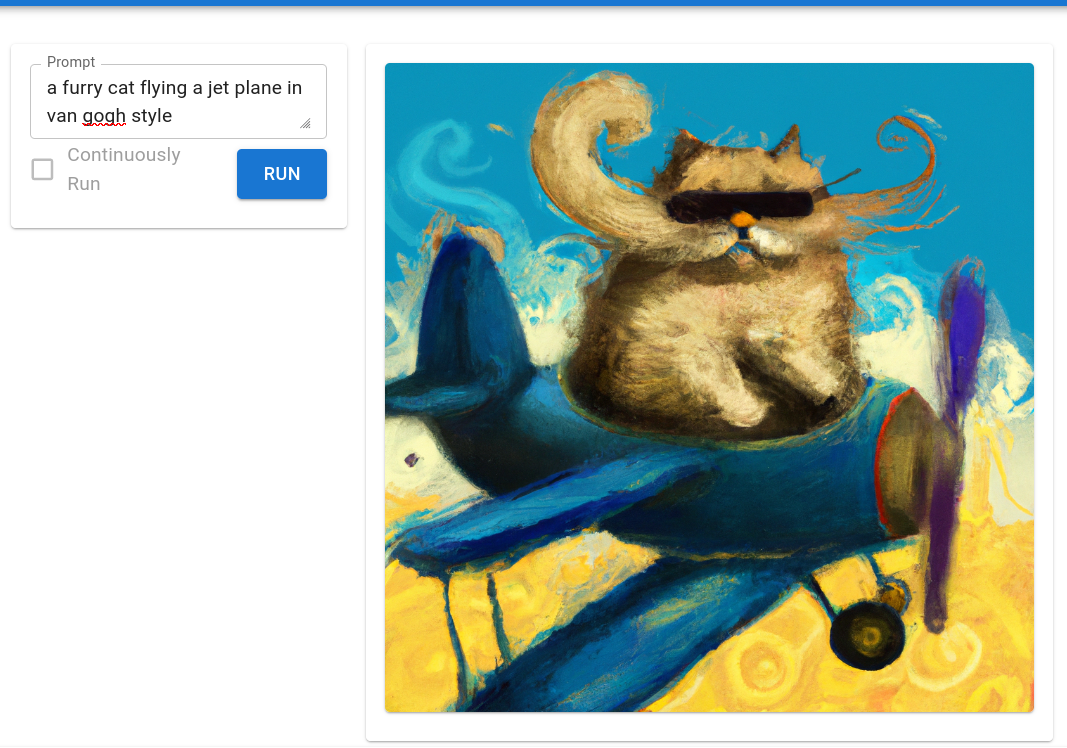 Prompt
a furry cat flying a jet plane in
van gogh style
Continuously
Run
RUN